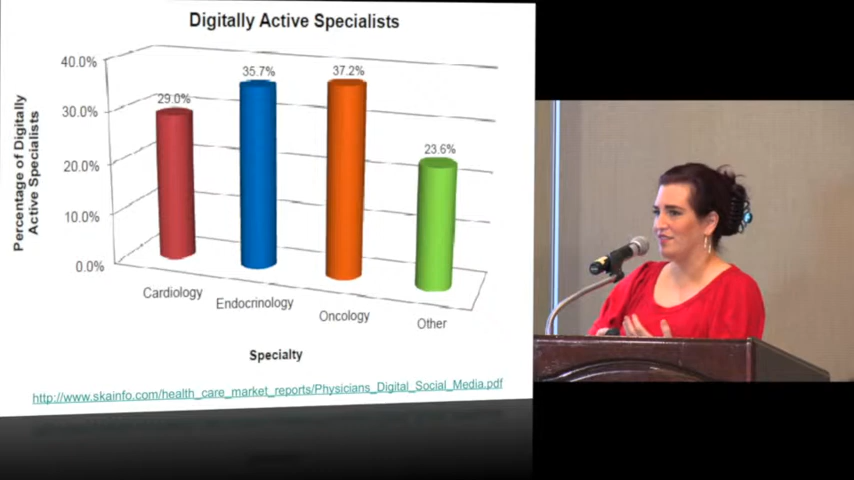 Digitally Active Specialists
Percentage of Digitally
Active Specialists
40.0%
30.0%
20.0%
10.0%
0.0%
29.0%
35.7%
37.2%
23.6%
Cardiology
Endocrinology
Oncology
Other
Specialty
http://www.skainfo.com/health_care_market_reports/Physicians_Digital_Social_Media.pdf